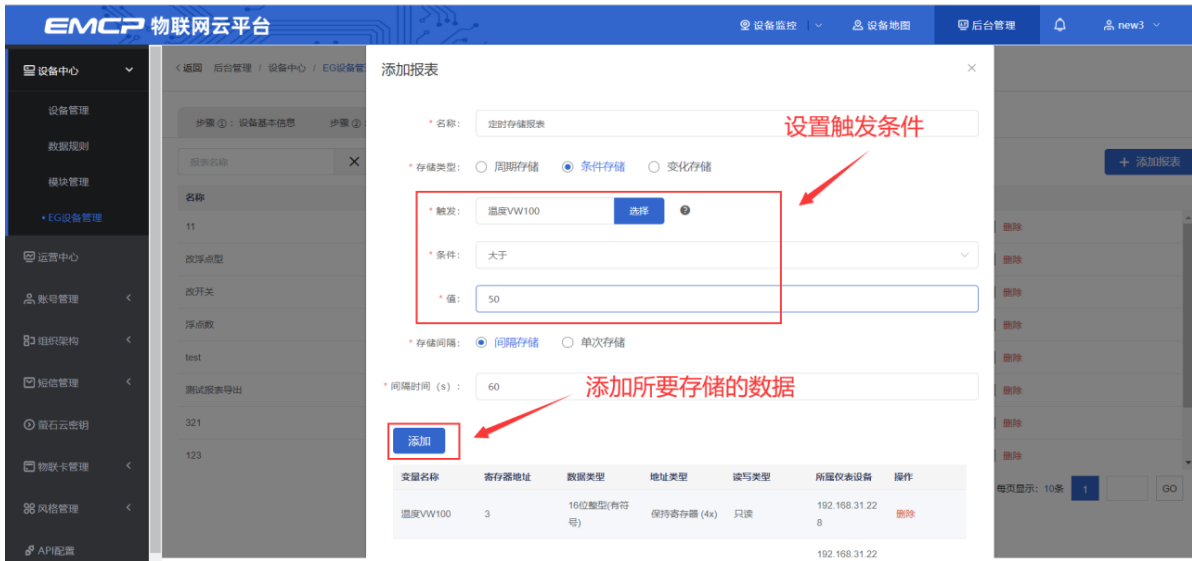 EMCP 物联网云平台
设备监控
设备地图
后台管理
new3
设备中心
设备管理
数据规则
模块管理
•EG设备管理
运营中心
账号管理
组织架构
短信管理
萤石云密钥
物联卡管理
风格管理
API配置
返回 后台管理 / 设备中心 / EG设备管
步骤①：设备基本信息 步骤②：
报表名称
+ 添加报表
名称
11 删除
改浮点型 删除
改开关 删除
浮点数 删除
test 删除
测试报表导出 删除
321 删除
123 删除
每页显示：10条 1 GO
添加报表
* 名称： 定时存储报表
设置触发条件
* 存储类型： 周期存储 条件存储 变化存储
* 触发： 温度VW100 选择
* 条件： 大于
* 值： 50
* 存储间隔： 间隔存储 单次存储
* 间隔时间（s）： 60
添加所要存储的数据
添加
变量名称 寄存器地址 数据类型 地址类型 读写类型 所属仪表设备 操作
温度VW100 3 16位整型(有符号) 保持寄存器 (4x) 只读 192.168.31.228 删除
192.168.31.22